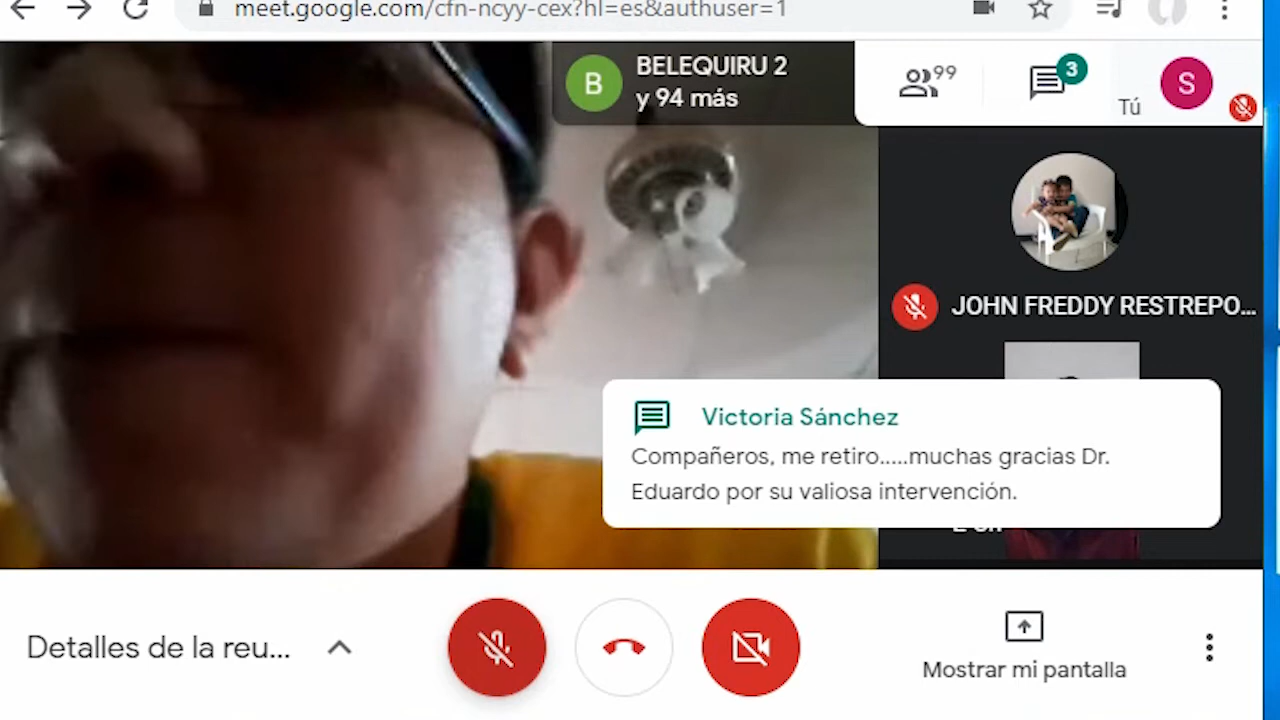 meet.google.com/cfn-ncyy-cex?hl=es&authuser=1
B
BELEQUIRU 2
y 94 más
99
3
Tú
S
JOHN FREDDY RESTREPO...
Victoria Sánchez
Compañeros, me retiro.....muchas gracias Dr.
Eduardo por su valiosa intervención.
Detalles de la reu...
Mostrar mi pantalla